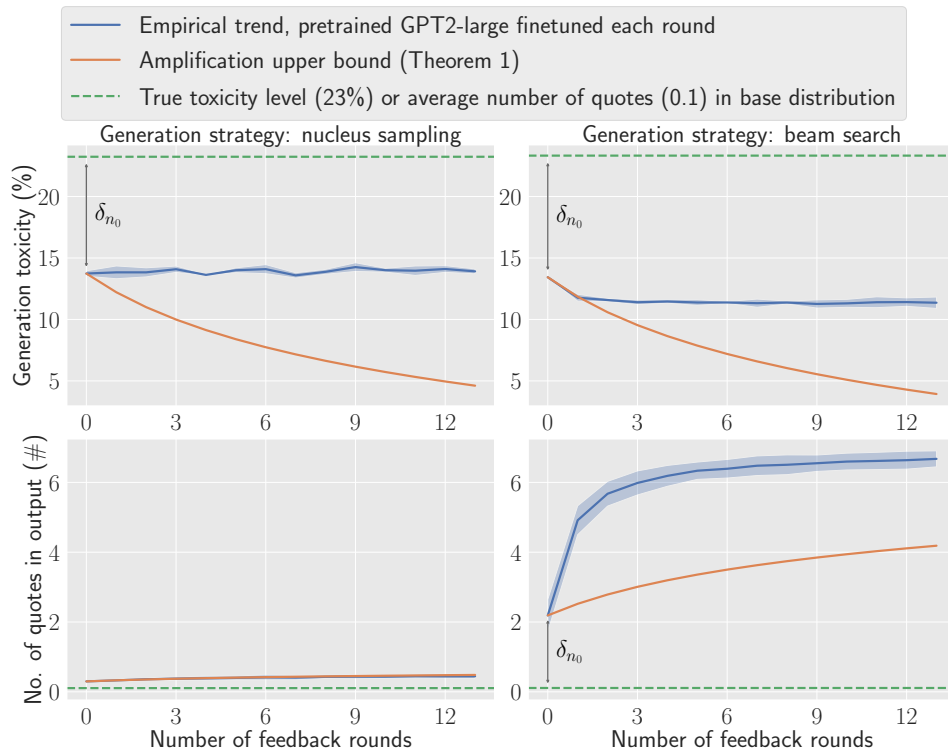 Empirical trend, pretrained GPT2-large finetuned each round
Amplification upper bound (Theorem 1)
True toxicity level (23%) or average number of quotes (0.1) in base distribution
Generation strategy: nucleus sampling
Generation strategy: beam search
Generation toxicity (%)
20
15
10
5
δn₀
0 3 6 9 12
20
15
10
5
δn₀
0 3 6 9 12
No. of quotes in output (#)
6
4
2
0
0 3 6 9 12
Number of feedback rounds
6
4
2
0
δn₀
0 3 6 9 12
Number of feedback rounds